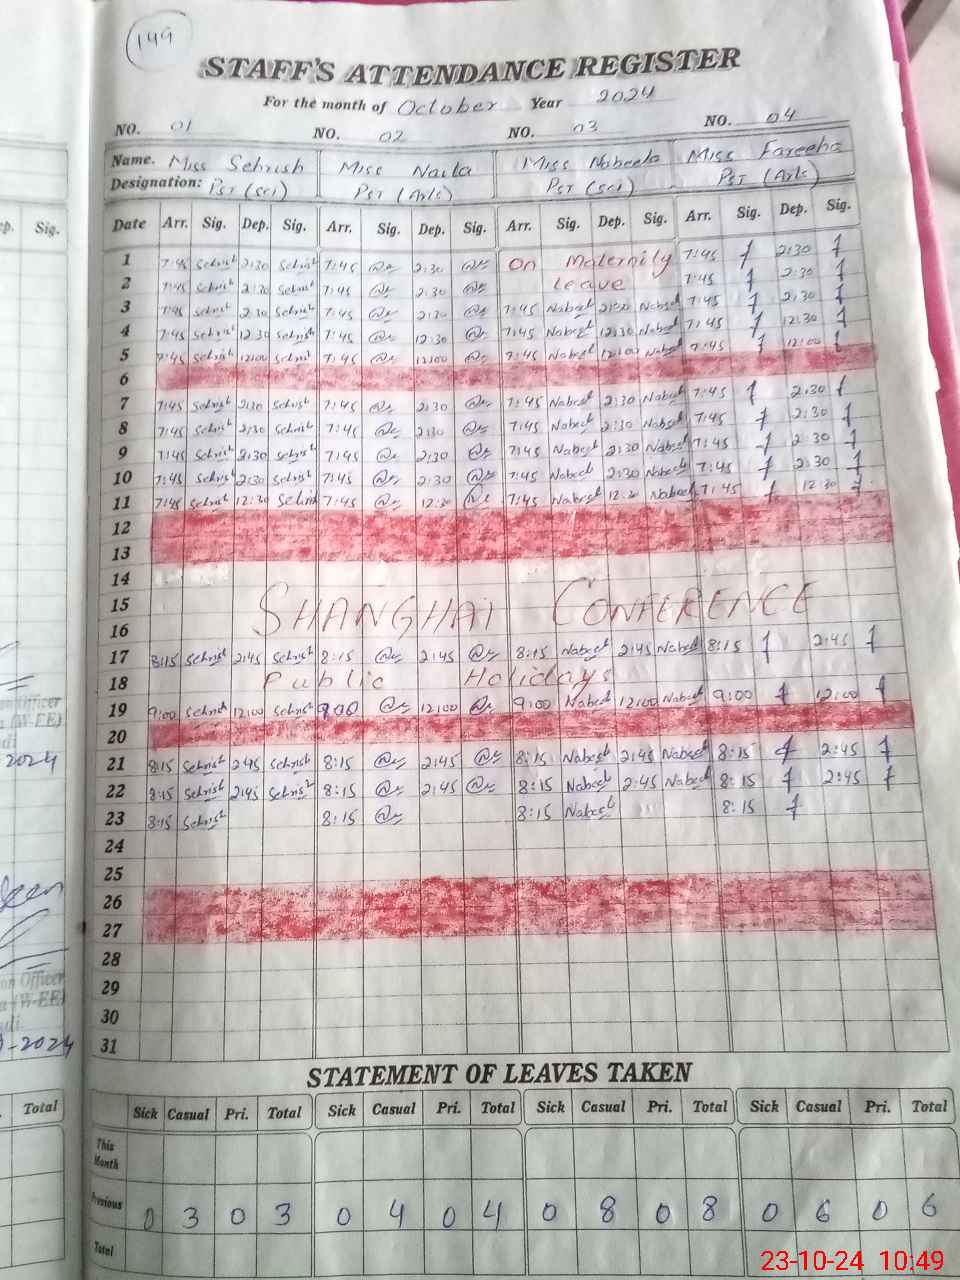 149
STAFF'S ATTENDANCE REGISTER
For the month of October Year 2024
NO. 01 NO. 02 NO. 03 NO. 04
Name. Miss Sehrish Miss Naila Miss Nabeela Miss Fareeha
Designation: PST (Sci) PST (Arts) PST (Sci) PST (Arts)
ep. Sig. Date Arr. Sig. Dep. Sig. Arr. Sig. Dep. Sig. Arr. Sig. Dep. Sig. Arr. Sig. Dep. Sig.
1 7:45 Sehrish 2:30 Sehrish 7:45 2:30 On Maternity 7:45 2:30
2 7:45 Sehrish 2:30 Sehrish 7:45 2:30 leave 7:45 2:30
3 7:45 Sehrish 2:30 Sehrish 7:45 2:30 7:45 Nabeel 2:30 Nabeel 7:45 2:30
4 7:45 Sehrish 12:30 Sehrish 7:45 12:30 7:45 Nabeel 12:30 Nabeel 7:45 12:30
5 7:45 Sehrish 12:00 Sehrish 7:45 12:00 7:45 Nabeel 12:00 Nabeel 7:45 12:00
6
7 7:45 Sehrish 2:30 Sehrish 7:45 2:30 7:45 Nabeel 2:30 Nabeel 7:45 2:30
8 7:45 Sehrish 2:30 Sehrish 7:45 2:30 7:45 Nabeel 2:30 Nabeel 7:45 2:30
9 7:45 Sehrish 2:30 Sehrish 7:45 2:30 7:45 Nabeel 2:30 Nabeel 7:45 2:30
10 7:45 Sehrish 2:30 Sehrish 7:45 2:30 7:45 Nabeel 2:30 Nabeel 7:45 2:30
11 7:45 Sehrish 12:30 Sehrish 7:45 12:30 7:45 Nabeel 12:30 Nabeel 7:45 12:30
12
13
14
15 SHANGHAI CONFERENCE
16
17 8:15 Sehrish 2:45 Sehrish 8:15 2:45 8:15 Nabeel 2:45 Nabeel 8:15 2:45
18 Public Holidays
19 9:00 Sehrish 12:00 Sehrish 9:00 12:00 9:00 Nabeel 12:00 Nabeel 9:00 12:00
20
21 8:15 Sehrish 2:45 Sehrish 8:15 2:45 8:15 Nabeel 2:45 Nabeel 8:15 2:45
22 8:15 Sehrish 2:45 Sehrish 8:15 2:45 8:15 Nabeel 2:45 Nabeel 8:15 2:45
23 8:15 Sehrish 8:15 8:15 Nabeel 8:15
24
25
26
27
28
29
30
31
Officer
(W-EE)
2024
on Officer
(W-EE)
-2024
STATEMENT OF LEAVES TAKEN
Total Sick Casual Pri. Total Sick Casual Pri. Total Sick Casual Pri. Total Sick Casual Pri. Total
This Month
Previous 0 3 0 3 0 4 0 4 0 8 0 8 0 6 0 6
Total
23-10-24 10:49